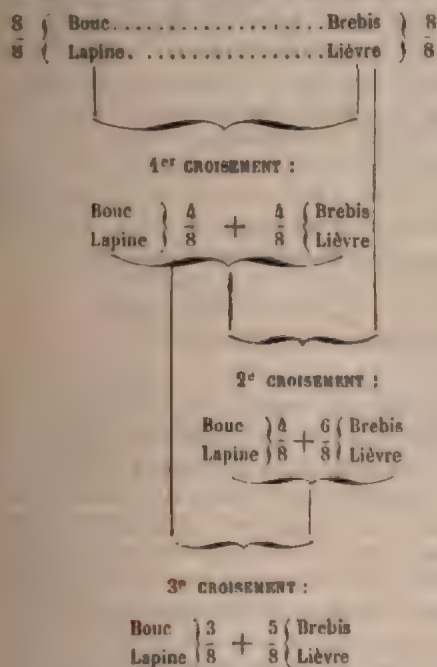 8/8 { Bouc....................Brebis } 8/8
Lapine....................Lièvre
1er CROISEMENT :
Bouc } 4/8 + 4/8 { Brebis
Lapine Lièvre
2e CROISEMENT :
Bouc } 4/8 + 6/8 { Brebis
Lapine Lièvre
3e CROISEMENT :
Bouc } 3/8 + 5/8 { Brebis
Lapine Lièvre